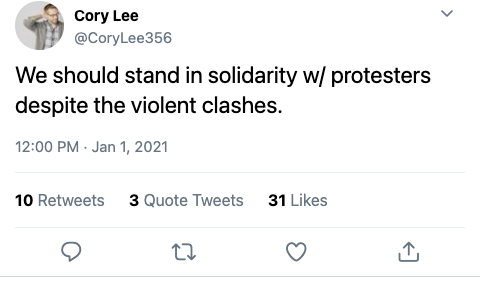 Cory Lee
@CoryLee356
We should stand in solidarity w/ protesters
despite the violent clashes.
12:00 PM · Jan 1, 2021
10 Retweets 3 Quote Tweets 31 Likes